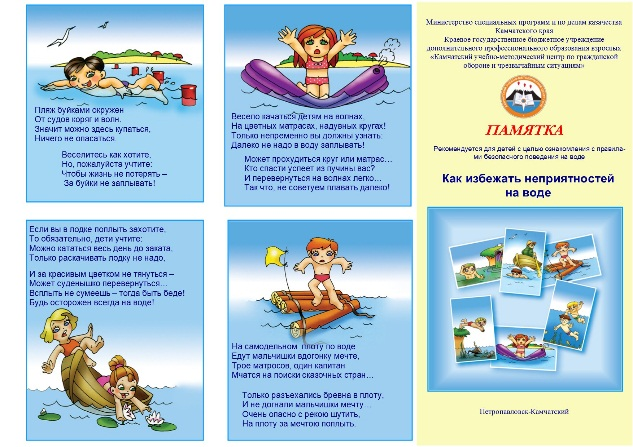 Пляж буйками окружен
От судов коряг и волн.
Значит можно здесь купаться,
Ничего не опасаться.
Веселитесь как хотите,
Но, пожалуйста учтите:
Чтобы жизнь не потерять –
За буйки не заплывать!
Весело качаться детям на волнах,
На цветных матрасах, надувных кругах!
Только непременно вы должны узнать:
Далеко не надо в воду заплывать!
Может прохудиться круг или матрас…
Кто спасти успеет из пучины вас?
И перевернуться на волнах легко…
Так что, не советуем плавать далеко!
Если вы в лодке поплыть захотите,
То обязательно, дети учтите:
Можно кататься весь день до заката,
Только раскачивать лодку не надо.
И за красивым цветком не тянуться –
Может суденышко перевернуться…
Всплыть не сумеешь – тогда быть беде!
Будь осторожен всегда на воде!
На самодельном плоту по воде
Едут мальчишки вдогонку мечте,
Трое матросов, один капитан
Мчатся на поиски сказочных стран…
Только разъехались бревна в плоту.
И не догнали мальчишки мечту…
Очень опасно с рекою шутить,
На плоту за мечтою поплыть.
Министерство специальных программ и по делам казачества
Камчатского края
Краевое государственное бюджетное учреждение
дополнительного профессионального образования взрослых
«Камчатский учебно-методический центр по гражданской
обороне и чрезвычайным ситуациям»
ПАМЯТКА
Рекомендуется для детей с целью ознакомления с правила-
ми безопасного поведения на воде
Как избежать неприятностей
на воде
Петропавловск-Камчатский